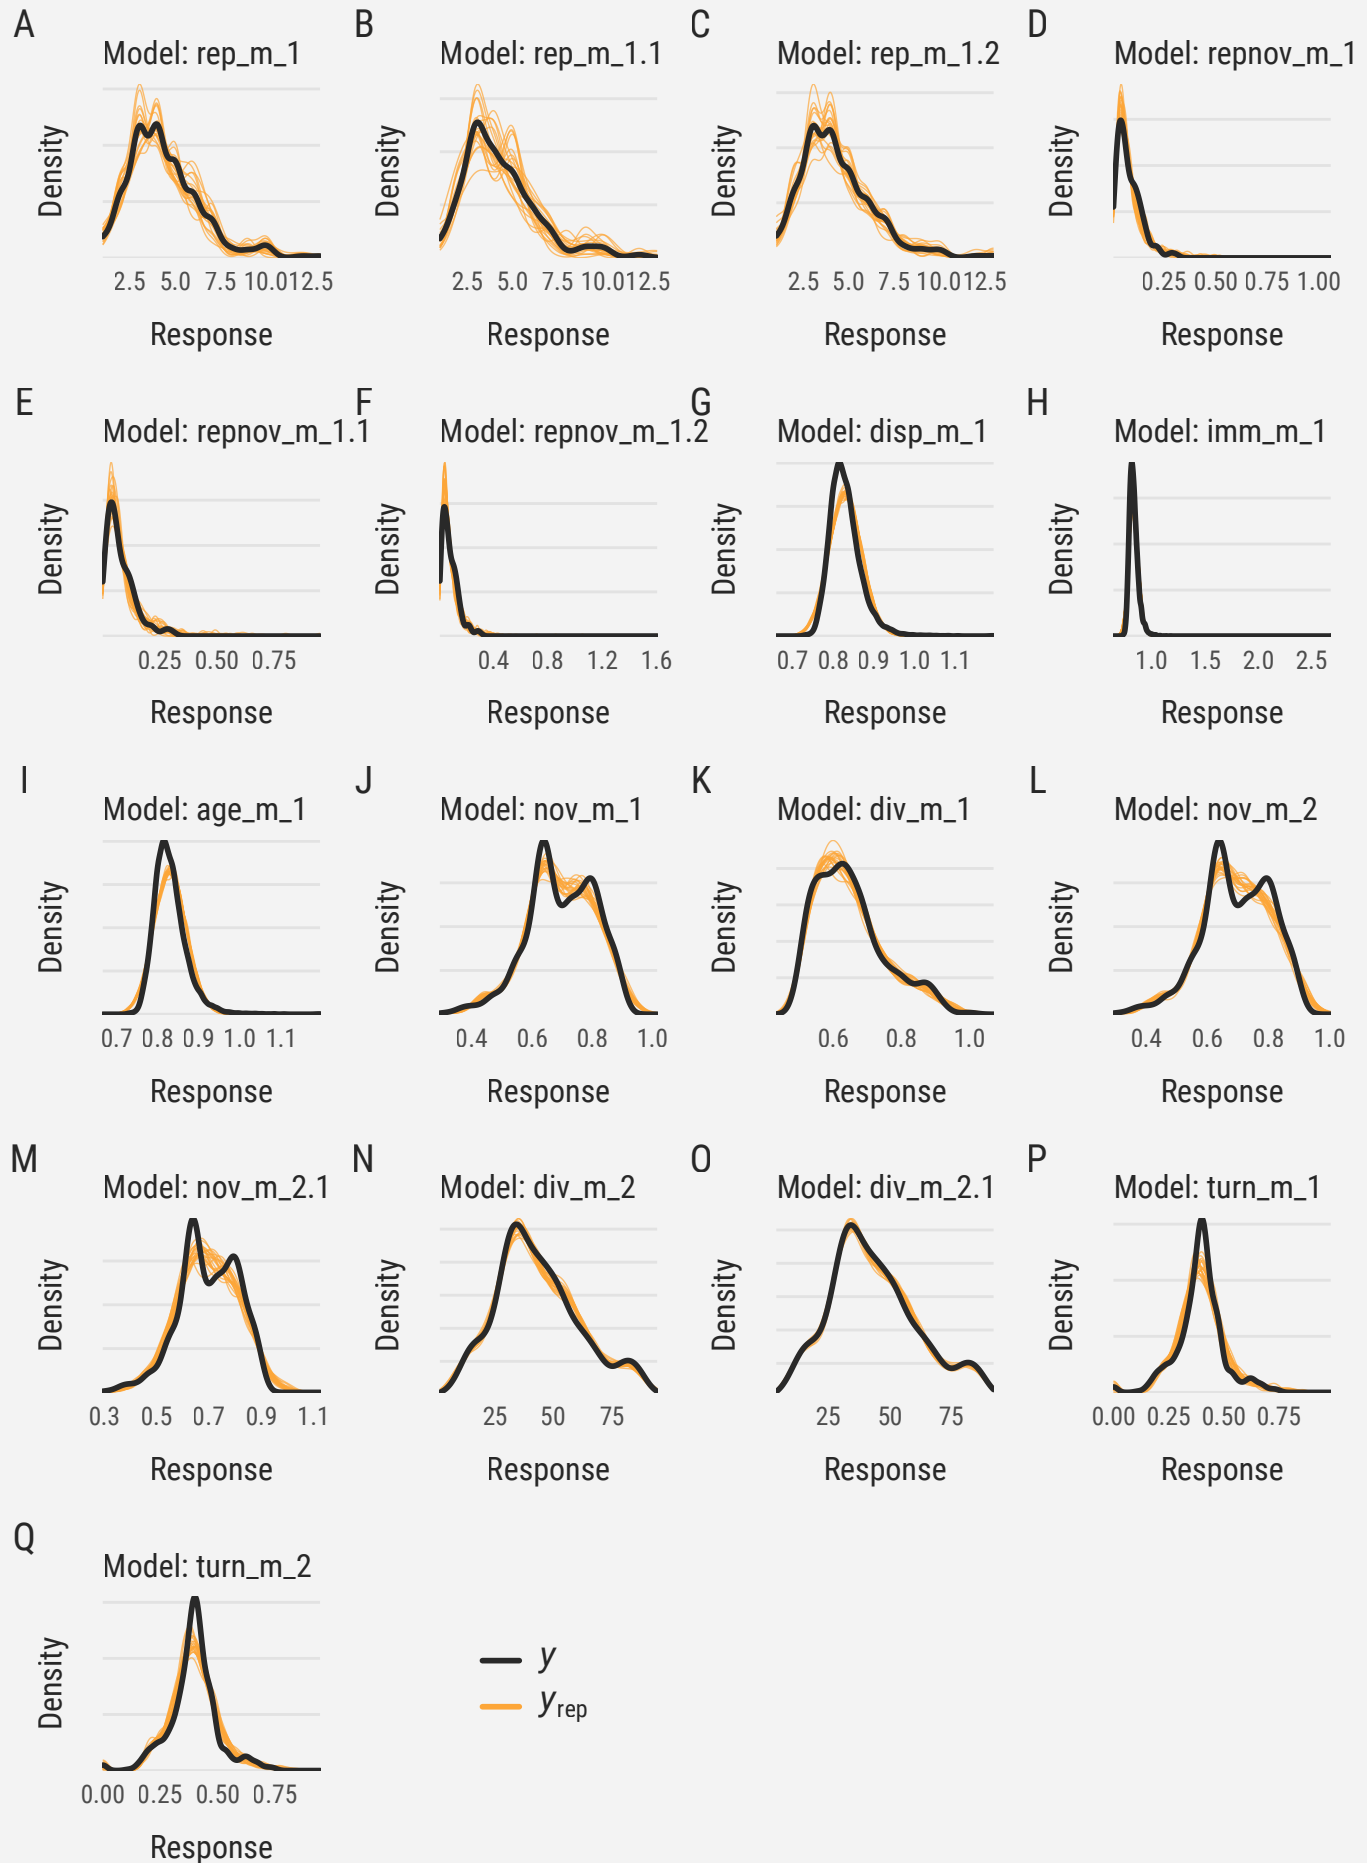 A B C D
Model: rep_m_1 Model: rep_m_1.1 Model: rep_m_1.2 Model: repnov_m_1
Density Density Density Density
2.5 5.0 7.5 10.0 12.5 2.5 5.0 7.5 10.0 12.5 2.5 5.0 7.5 10.0 12.5 0.25 0.50 0.75 1.00
Response Response Response Response
E F G H
Model: repnov_m_1.1 Model: repnov_m_1.2 Model: disp_m_1 Model: imm_m_1
Density Density Density Density
0.25 0.50 0.75 0.4 0.8 1.2 1.6 0.7 0.8 0.9 1.0 1.1 1.0 1.5 2.0 2.5
Response Response Response Response
I J K L
Model: age_m_1 Model: nov_m_1 Model: div_m_1 Model: nov_m_2
Density Density Density Density
0.7 0.8 0.9 1.0 1.1 0.4 0.6 0.8 1.0 0.6 0.8 1.0 0.4 0.6 0.8 1.0
Response Response Response Response
M N O P
Model: nov_m_2.1 Model: div_m_2 Model: div_m_2.1 Model: turn_m_1
Density Density Density Density
0.3 0.5 0.7 0.9 1.1 25 50 75 25 50 75 0.00 0.25 0.50 0.75
Response Response Response Response
Q
Model: turn_m_2
Density
0.00 0.25 0.50 0.75
Response
y
y rep